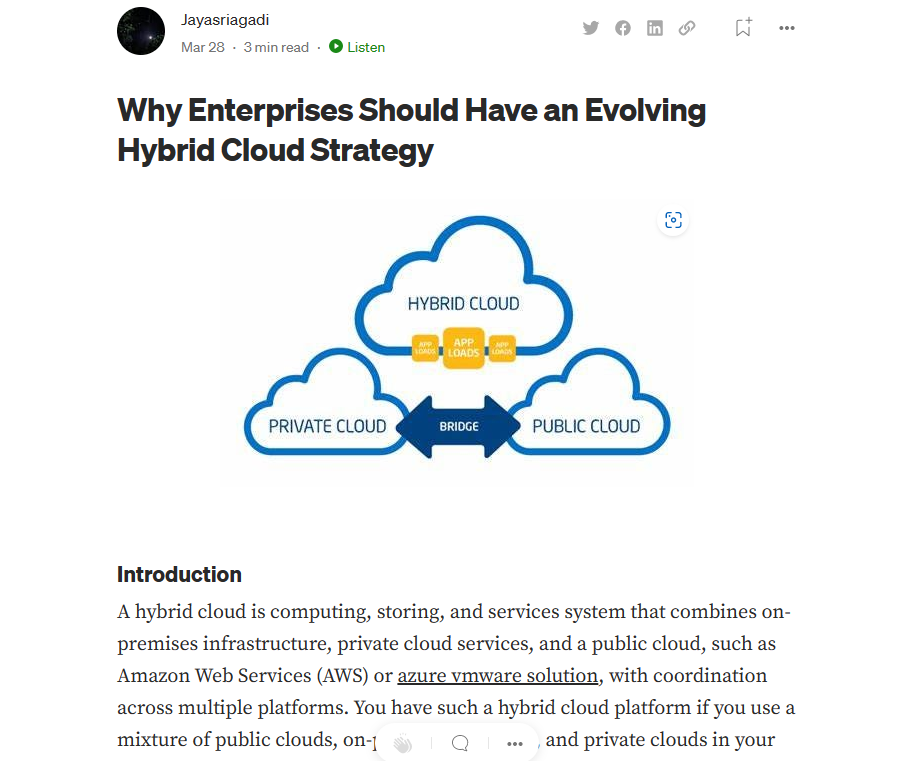 Jayasriagadi
Mar 28 · 3 min read · Listen
Why Enterprises Should Have an Evolving
Hybrid Cloud Strategy
HYBRID CLOUD
APP LOADS
APP LOADS
APP LOADS
PRIVATE CLOUD
BRIDGE
PUBLIC CLOUD
Introduction
A hybrid cloud is computing, storing, and services system that combines on-
premises infrastructure, private cloud services, and a public cloud, such as
Amazon Web Services (AWS) or azure vmware solution, with coordination
across multiple platforms. You have such a hybrid cloud platform if you use a
mixture of public clouds, on- and private clouds in your